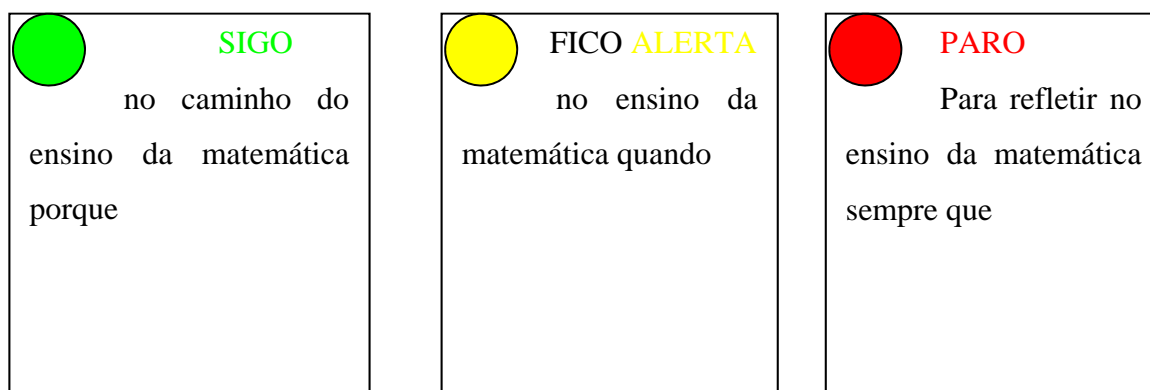 SIGO
no caminho do
ensino da matemática
porque
FICO ALERTA
no ensino da
matemática quando
PARO
Para refletir no
ensino da matemática
sempre que